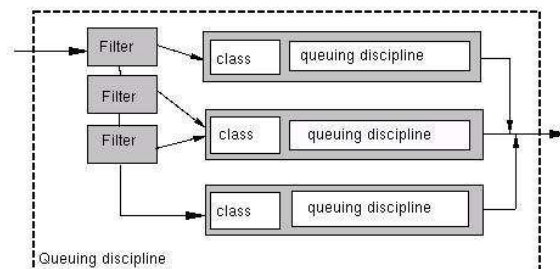 Filter
class
queuing discipline
Filter
Filter
class
queuing discipline
class
queuing discipline
Queuing discipline